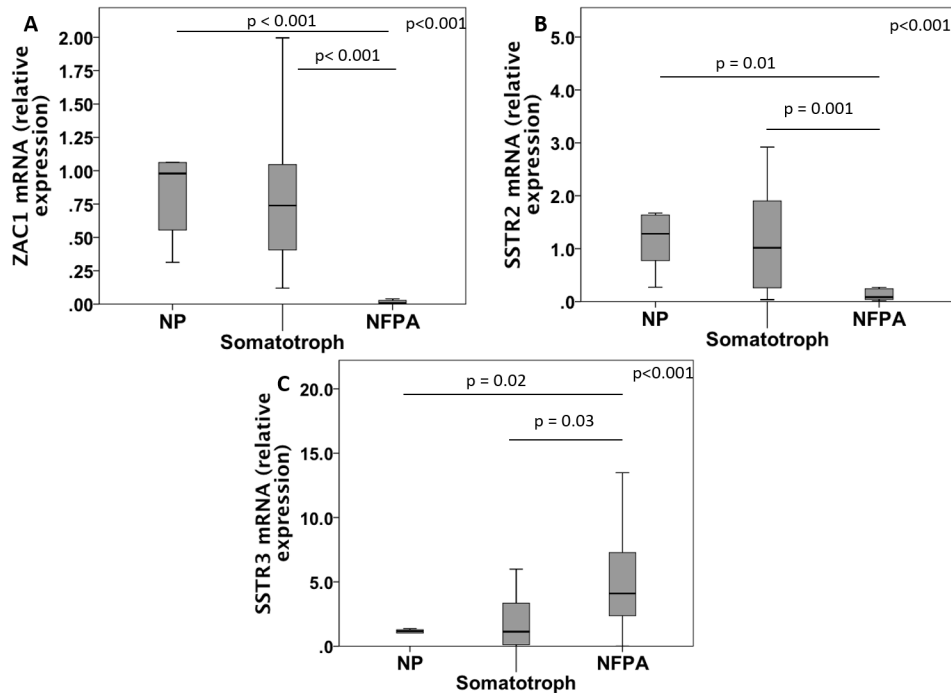 A
p < 0.001
p<0.001
p< 0.001
ZAC1 mRNA (relative
expression)
2.00
1.75
1.50
1.25
1.00
.75
.50
.25
.00
NP
Somatotroph
NFPA
B
p<0.001
p = 0.01
p = 0.001
SSTR2 mRNA (relative
expression)
5.0
4.0
3.0
2.0
1.0
.0
NP
Somatotroph
NFPA
C
p<0.001
p = 0.02
p = 0.03
SSTR3 mRNA (relative
expression)
20.0
15.0
10.0
5.0
.0
NP
Somatotroph
NFPA